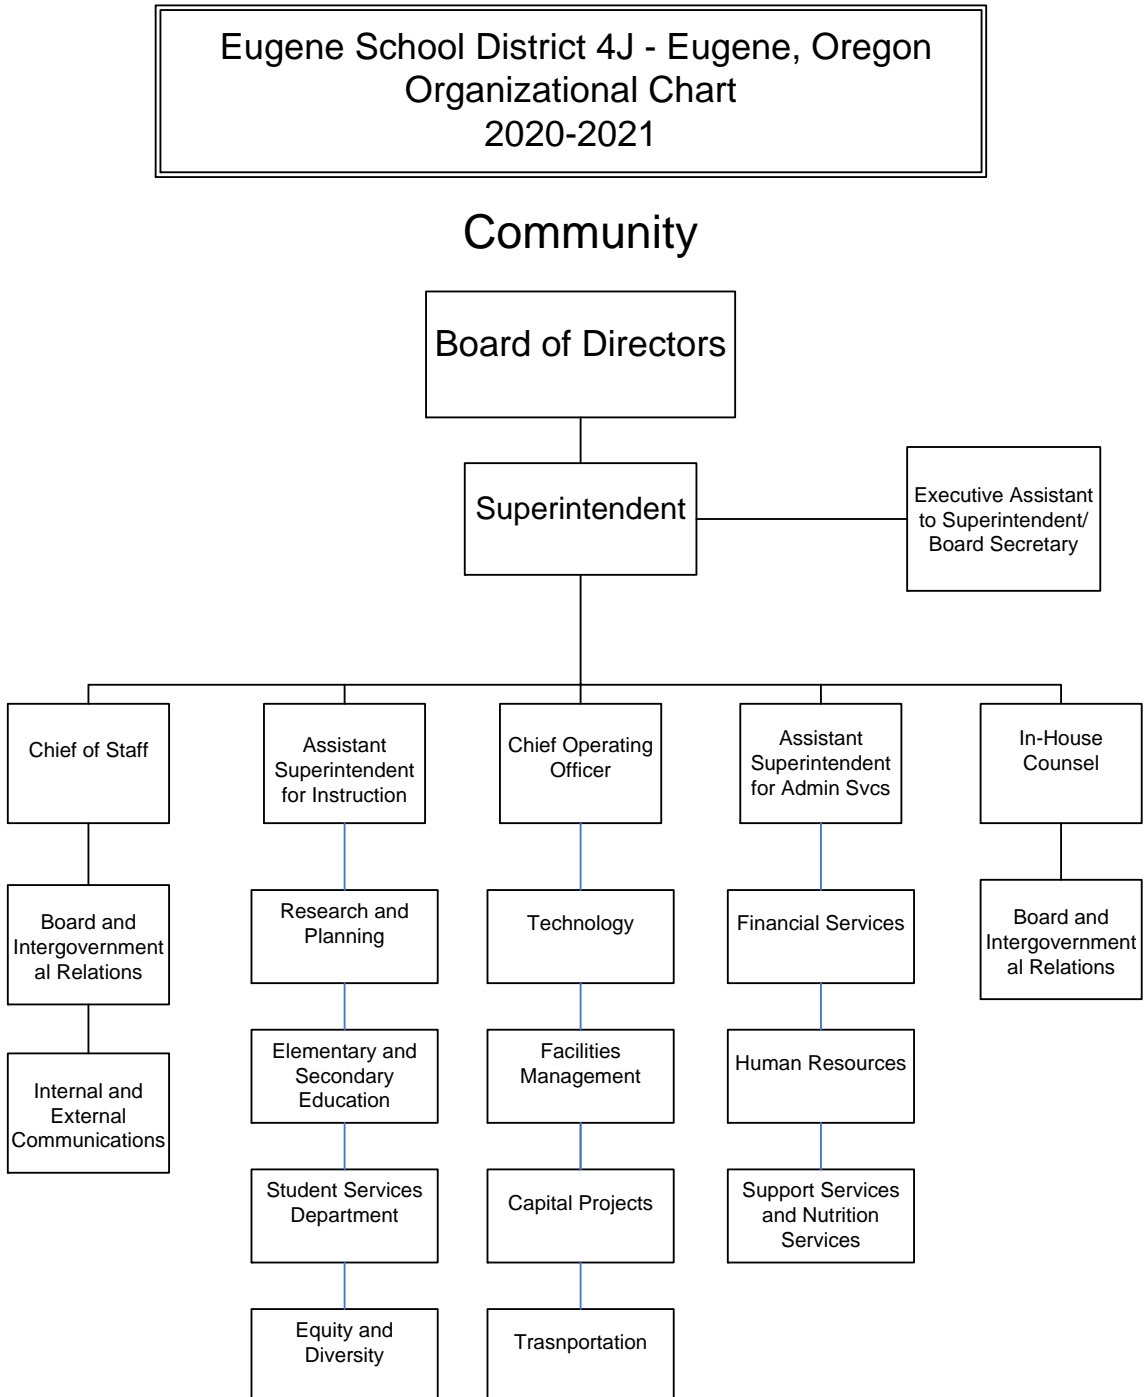 Eugene School District 4J - Eugene, Oregon
Organizational Chart
2020-2021
Community
Board of Directors
Superintendent
Executive Assistant
to Superintendent/
Board Secretary
Chief of Staff
Assistant
Superintendent
for Instruction
Chief Operating
Officer
Assistant
Superintendent
for Admin Svcs
In-House
Counsel
Board and
Intergovernment
al Relations
Research and
Planning
Technology
Financial Services
Board and
Intergovernment
al Relations
Internal and
External
Communications
Elementary and
Secondary
Education
Facilities
Management
Human Resources
Student Services
Department
Capital Projects
Support Services
and Nutrition
Services
Equity and
Diversity
Trasnportation